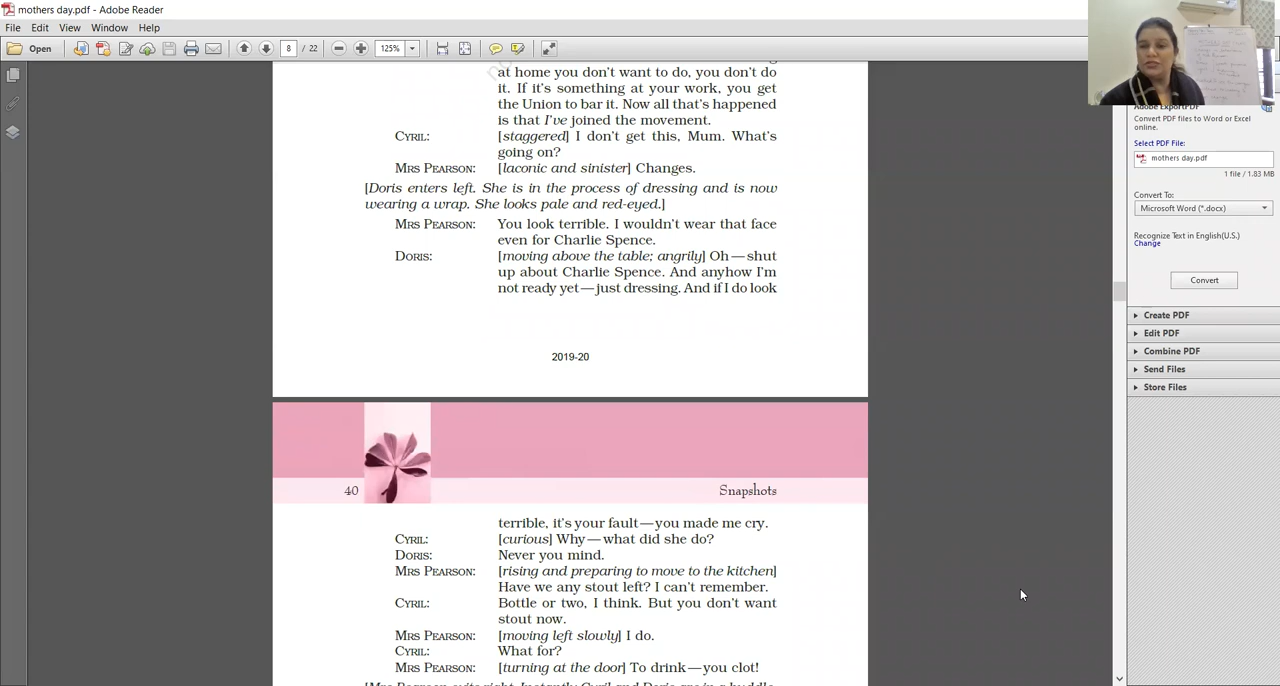 mothers day.pdf - Adobe Reader
File Edit View Window Help
Open 8 / 22 125%
at home you don't want to do, you don't do
it. If it's something at your work, you get
the Union to bar it. Now all that's happened
is that I've joined the movement.
CYRIL: [staggered] I don't get this, Mum. What's
going on?
MRS PEARSON: [laconic and sinister] Changes.
[Doris enters left. She is in the process of dressing and is now
wearing a wrap. She looks pale and red-eyed.]
MRS PEARSON: You look terrible. I wouldn't wear that face
even for Charlie Spence.
DORIS: [moving above the table; angrily] Oh—shut
up about Charlie Spence. And anyhow I'm
not ready yet—just dressing. And if I do look
2019-20
40 Snapshots
terrible, it's your fault—you made me cry.
CYRIL: [curious] Why—what did she do?
DORIS: Never you mind.
MRS PEARSON: [rising and preparing to move to the kitchen]
Have we any stout left? I can't remember.
CYRIL: Bottle or two, I think. But you don't want
stout now.
MRS PEARSON: [moving left slowly] I do.
CYRIL: What for?
MRS PEARSON: [turning at the door] To drink—you clot!
[Mrs Pearson exits right. Instantly Cyril and Doris are in a huddle,
Adobe ExportPDF
Convert PDF files to Word or Excel
online.
Select PDF File:
mothers day.pdf
1 file / 1.83 MB
Convert To:
Microsoft Word (*.docx)
Recognize Text in English(U.S.)
Change
Convert
Create PDF
Edit PDF
Combine PDF
Send Files
Store Files